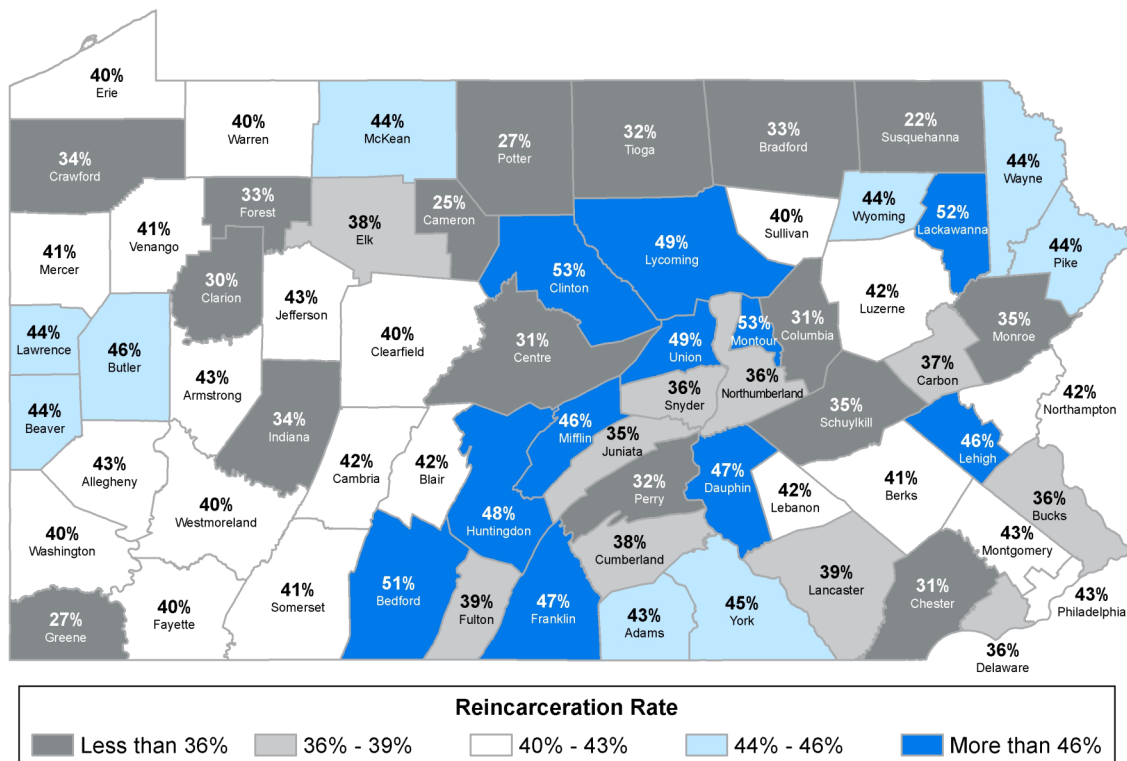 40%
Erie
40%
Warren
44%
McKean
27%
Potter
32%
Tioga
33%
Bradford
22%
Susquehanna
44%
Wayne
34%
Crawford
33%
Forest
38%
Elk
25%
Cameron
40%
Sullivan
44%
Wyoming
52%
Lackawanna
44%
Pike
41%
Mercer
41%
Venango
30%
Clarion
43%
Jefferson
53%
Clinton
49%
Lycoming
42%
Luzerne
44%
Lawrence
46%
Butler
40%
Clearfield
31%
Centre
49%
Union
53%
Montour
31%
Columbia
35%
Monroe
44%
Beaver
43%
Armstrong
34%
Indiana
36%
Snyder
36%
Northumberland
37%
Carbon
42%
Northampton
43%
Allegheny
42%
Cambria
42%
Blair
46%
Mifflin
35%
Juniata
35%
Schuylkill
46%
Lehigh
40%
Washington
40%
Westmoreland
48%
Huntingdon
32%
Perry
47%
Dauphin
42%
Lebanon
41%
Berks
36%
Bucks
27%
Greene
40%
Fayette
41%
Somerset
51%
Bedford
39%
Fulton
47%
Franklin
38%
Cumberland
43%
Adams
45%
York
39%
Lancaster
31%
Chester
43%
Montgomery
43%
Philadelphia
36%
Delaware
Reincarceration Rate
Less than 36%
36% - 39%
40% - 43%
44% - 46%
More than 46%